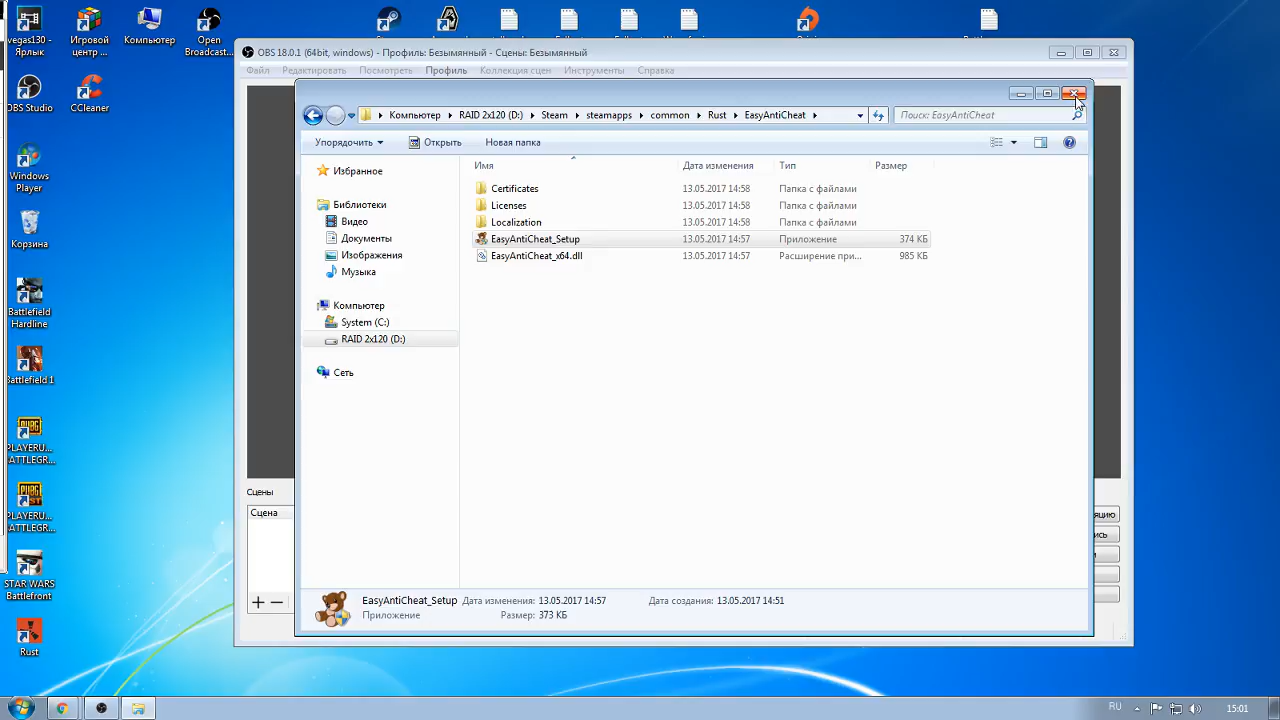 vegas130 - Ярлык
Игровой центр ...
Компьютер
Open Broadcast...
OBS Studio
CCleaner
Windows Player
Корзина
Battlefield Hardline
Battlefield 1
PLAYERU... BATTLEGR...
PLAYERU... BATTLEGR...
STAR WARS Battlefront
Rust
OBS 18.0.1 (64bit, windows) - Профиль: Безымянный - Сцены: Безымянный
Файл Редактировать Посмотреть Профиль Коллекция сцен Инструменты Справка
Компьютер RAID 2x120 (D:) Steam steamapps common Rust EasyAntiCheat
Поиск: EasyAntiCheat
Упорядочить Открыть Новая папка
Избранное
Библиотеки
Видео
Документы
Изображения
Музыка
Компьютер
System (C:)
RAID 2x120 (D:)
Сеть
Имя Дата изменения Тип Размер
Certificates 13.05.2017 14:58 Папка с файлами
Licenses 13.05.2017 14:58 Папка с файлами
Localization 13.05.2017 14:58 Папка с файлами
EasyAntiCheat_Setup 13.05.2017 14:57 Приложение 374 КБ
EasyAntiCheat_x64.dll 13.05.2017 14:57 Расширение при... 985 КБ
Сцены
Сцена
EasyAntiCheat_Setup Дата изменения: 13.05.2017 14:57 Дата создания: 13.05.2017 14:51
Приложение Размер: 373 КБ
RU 15:01